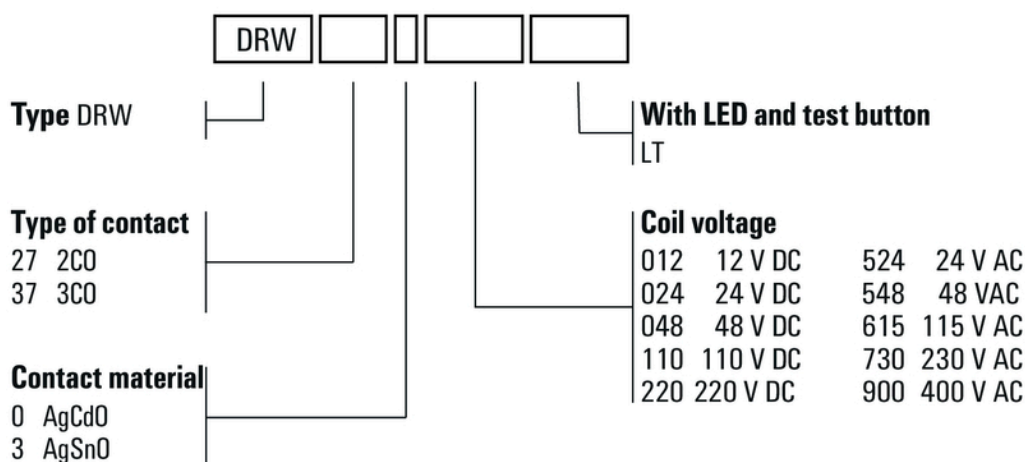 DRW
Type DRW
With LED and test button
LT
Type of contact
27 2CO
37 3CO
Coil voltage
012 12 V DC 524 24 V AC
024 24 V DC 548 48 VAC
048 48 V DC 615 115 V AC
110 110 V DC 730 230 V AC
220 220 V DC 900 400 V AC
Contact material
0 AgCdO
3 AgSnO